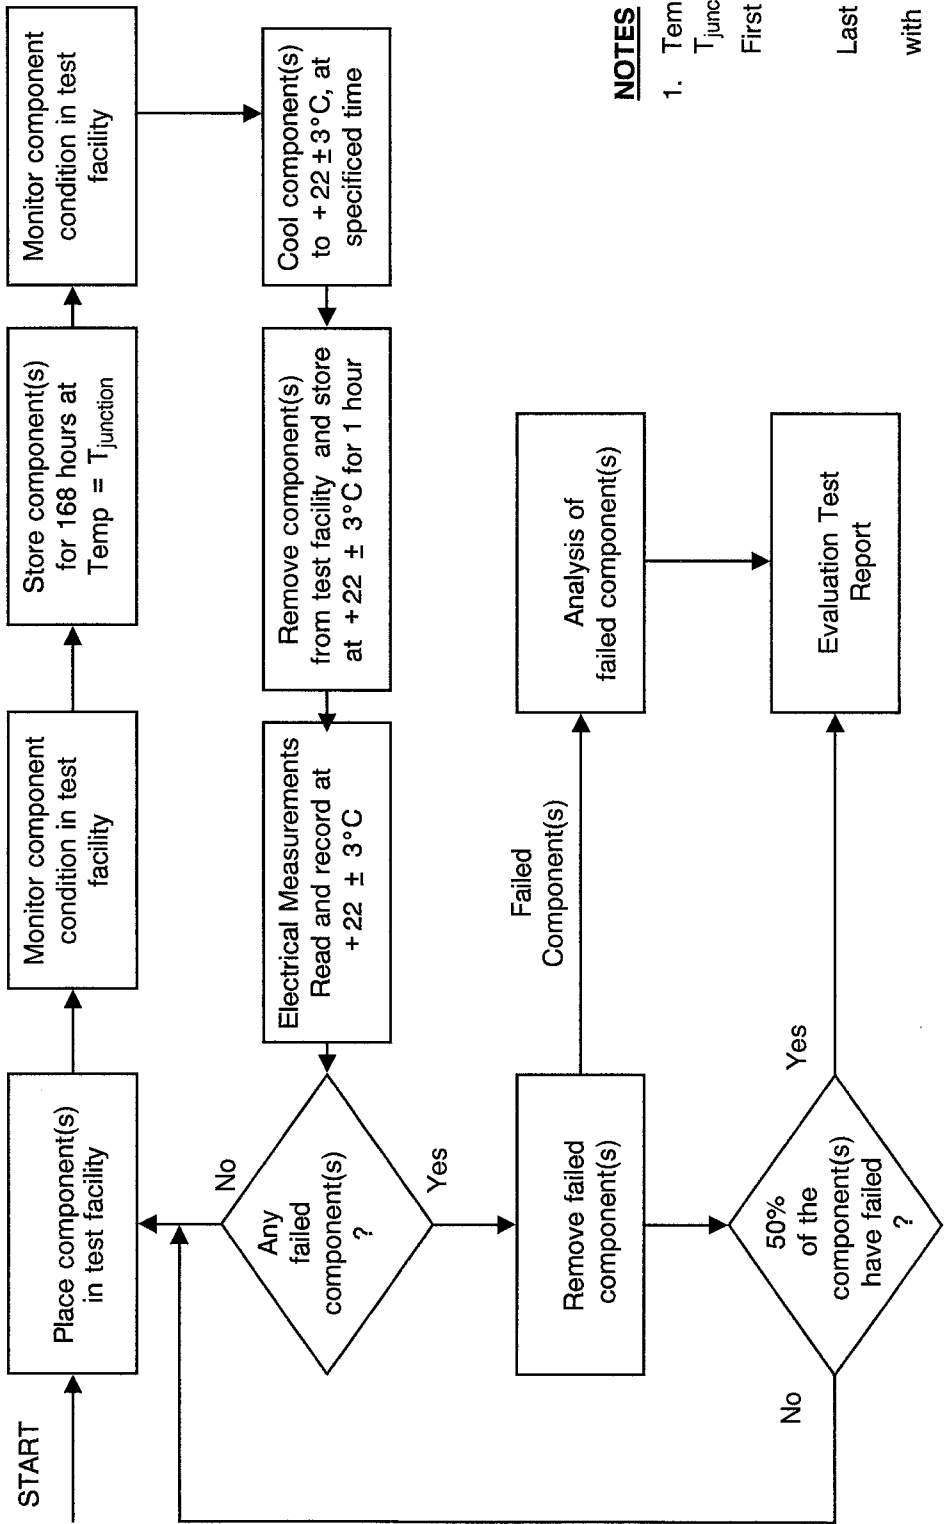 START
Place component(s)
in test facility
Monitor component
condition in test
facility
Store component(s)
for 168 hours at
Temp = Tjunction
Monitor component
condition in test
facility
Cool component(s)
to +22±3°C, at
specificed time
Remove component(s)
from test facility and store
at +22 ± 3°C for 1 hour
Electrical Measurements
Read and record at
+22 ± 3°C
No
Any
failed
component(s)
?
Yes
Remove failed
component(s)
Failed
Component(s)
Analysis of
failed component(s)
No
50%
of the
component(s)
have failed
?
Yes
Evaluation Test
Report
NOTES
1. Tem
Tjunc
First
Last
with